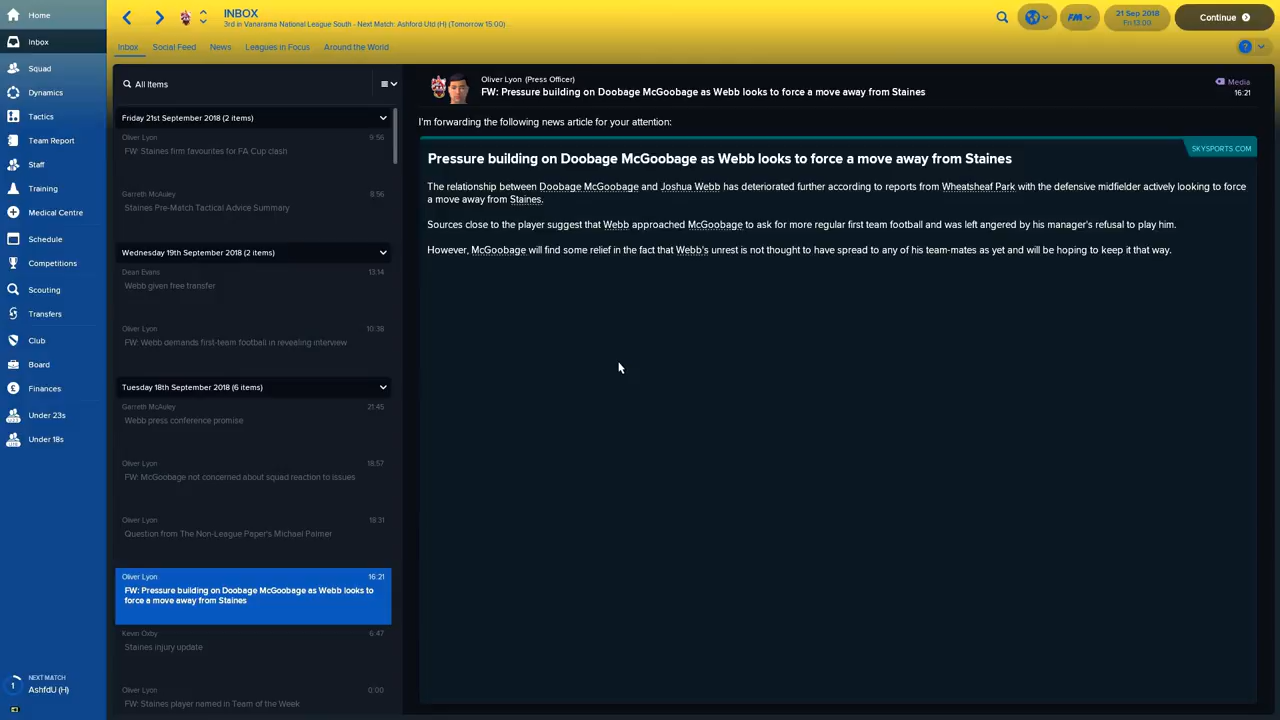 Home
Inbox
Squad
Dynamics
Tactics
Team Report
Staff
Training
Medical Centre
Schedule
Competitions
Scouting
Transfers
Club
Board
Finances
Under 23s
Under 18s
NEXT MATCH
1
AshfdU (H)
INBOX
3rd in Vanarama National League South - Next Match: Ashford Utd (H) (Tomorrow 15:00)
FM
21 Sep 2018
Fri 13:00
Continue
Inbox
Social Feed
News
Leagues in Focus
Around the World
?
All Items
Friday 21st September 2018 (2 items)
Oliver Lyon 9:56
FW: Staines firm favourites for FA Cup clash
Garreth McAuley 8:56
Staines Pre-Match Tactical Advice Summary
Wednesday 19th September 2018 (2 items)
Dean Evans 13:14
Webb given free transfer
Oliver Lyon 10:38
FW: Webb demands first-team football in revealing interview
Tuesday 18th September 2018 (6 items)
Garreth McAuley 21:45
Webb press conference promise
Oliver Lyon 18:57
FW: McGoobage not concerned about squad reaction to issues
Oliver Lyon 18:31
Question from The Non-League Paper's Michael Palmer
Oliver Lyon 16:21
FW: Pressure building on Doobage McGoobage as Webb looks to
force a move away from Staines
Kevin Oxby 6:47
Staines injury update
Oliver Lyon 0:00
FW: Staines player named in Team of the Week
Oliver Lyon (Press Officer)
FW: Pressure building on Doobage McGoobage as Webb looks to force a move away from Staines
Media
16:21
I'm forwarding the following news article for your attention:
SKYSPORTS.COM
Pressure building on Doobage McGoobage as Webb looks to force a move away from Staines
The relationship between Doobage McGoobage and Joshua Webb has deteriorated further according to reports from Wheatsheaf Park with the defensive midfielder actively looking to force
a move away from Staines.
Sources close to the player suggest that Webb approached McGoobage to ask for more regular first team football and was left angered by his manager's refusal to play him.
However, McGoobage will find some relief in the fact that Webb's unrest is not thought to have spread to any of his team-mates as yet and will be hoping to keep it that way.